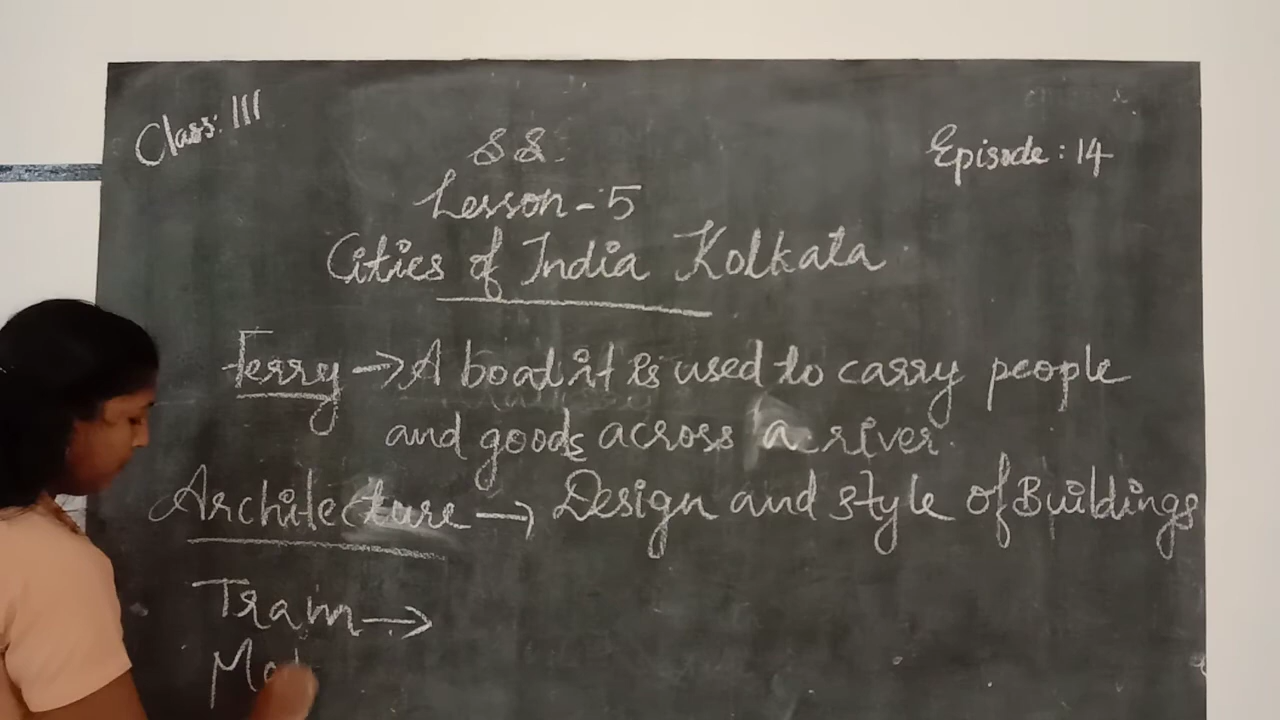 Class: III
S S.
Episode: 14
Lesson-5
Cities of India Kolkata
Ferry → A boat it is used to carry people
and goods across a river.
Architecture → Design and style of Buildings
Tram →